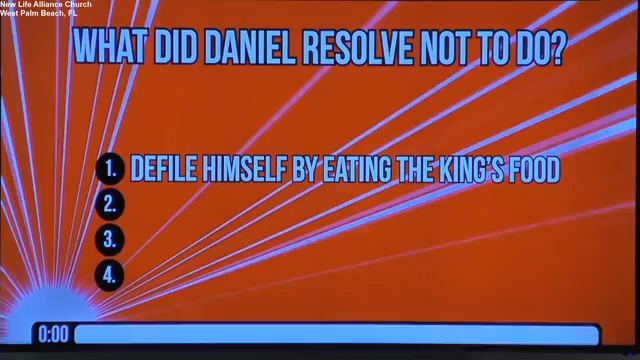 New Life Alliance Church
West Palm Beach, FL
WHAT DID DANIEL RESOLVE NOT TO DO?
1. DEFILE HIMSELF BY EATING THE KING'S FOOD
2.
3.
4.
0:00